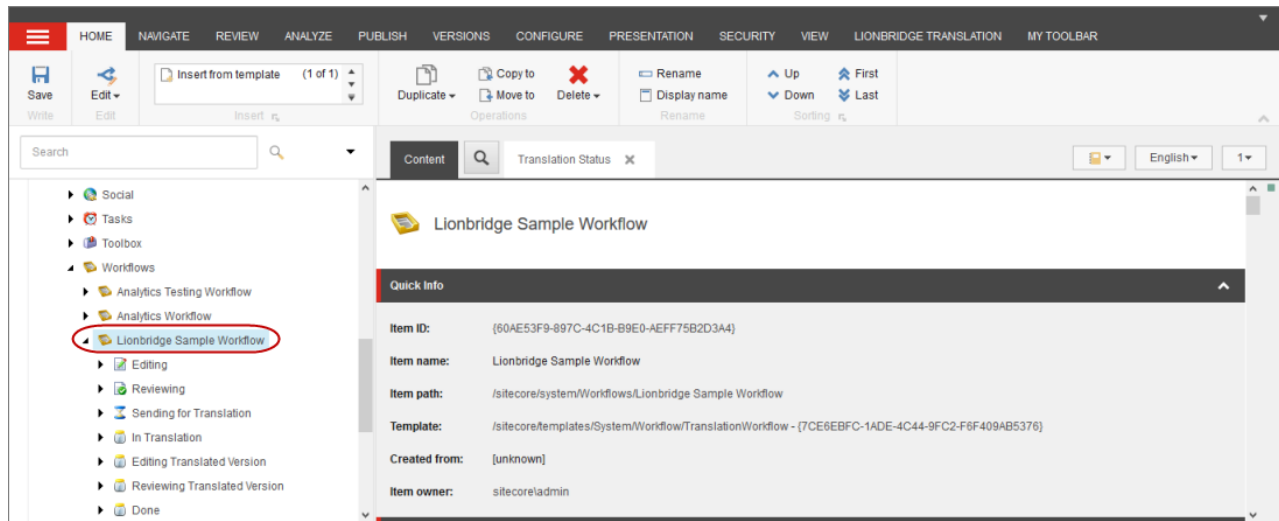 HOME NAVIGATE REVIEW ANALYZE PUBLISH VERSIONS CONFIGURE PRESENTATION SECURITY VIEW LIONBRIDGE TRANSLATION MY TOOLBAR
Save
Write
Edit
Edit
Insert from template (1 of 1)
Insert
Duplicate
Copy to
Move to
Delete
Operations
Rename
Display name
Rename
Up
Down
First
Last
Sorting
Search
Social
Tasks
Toolbox
Workflows
Analytics Testing Workflow
Analytics Workflow
Lionbridge Sample Workflow
Editing
Reviewing
Sending for Translation
In Translation
Editing Translated Version
Reviewing Translated Version
Done
Content
Translation Status
English
1
Lionbridge Sample Workflow
Quick Info
Item ID: {60AE53F9-897C-4C1B-B9E0-AEFF75B2D3A4}
Item name: Lionbridge Sample Workflow
Item path: /sitecore/system/Workflows/Lionbridge Sample Workflow
Template: /sitecore/templates/System/Workflow/TranslationWorkflow - {7CE6EBFC-1ADE-4C44-9FC2-F6F409AB5376}
Created from: [unknown]
Item owner: sitecore\admin